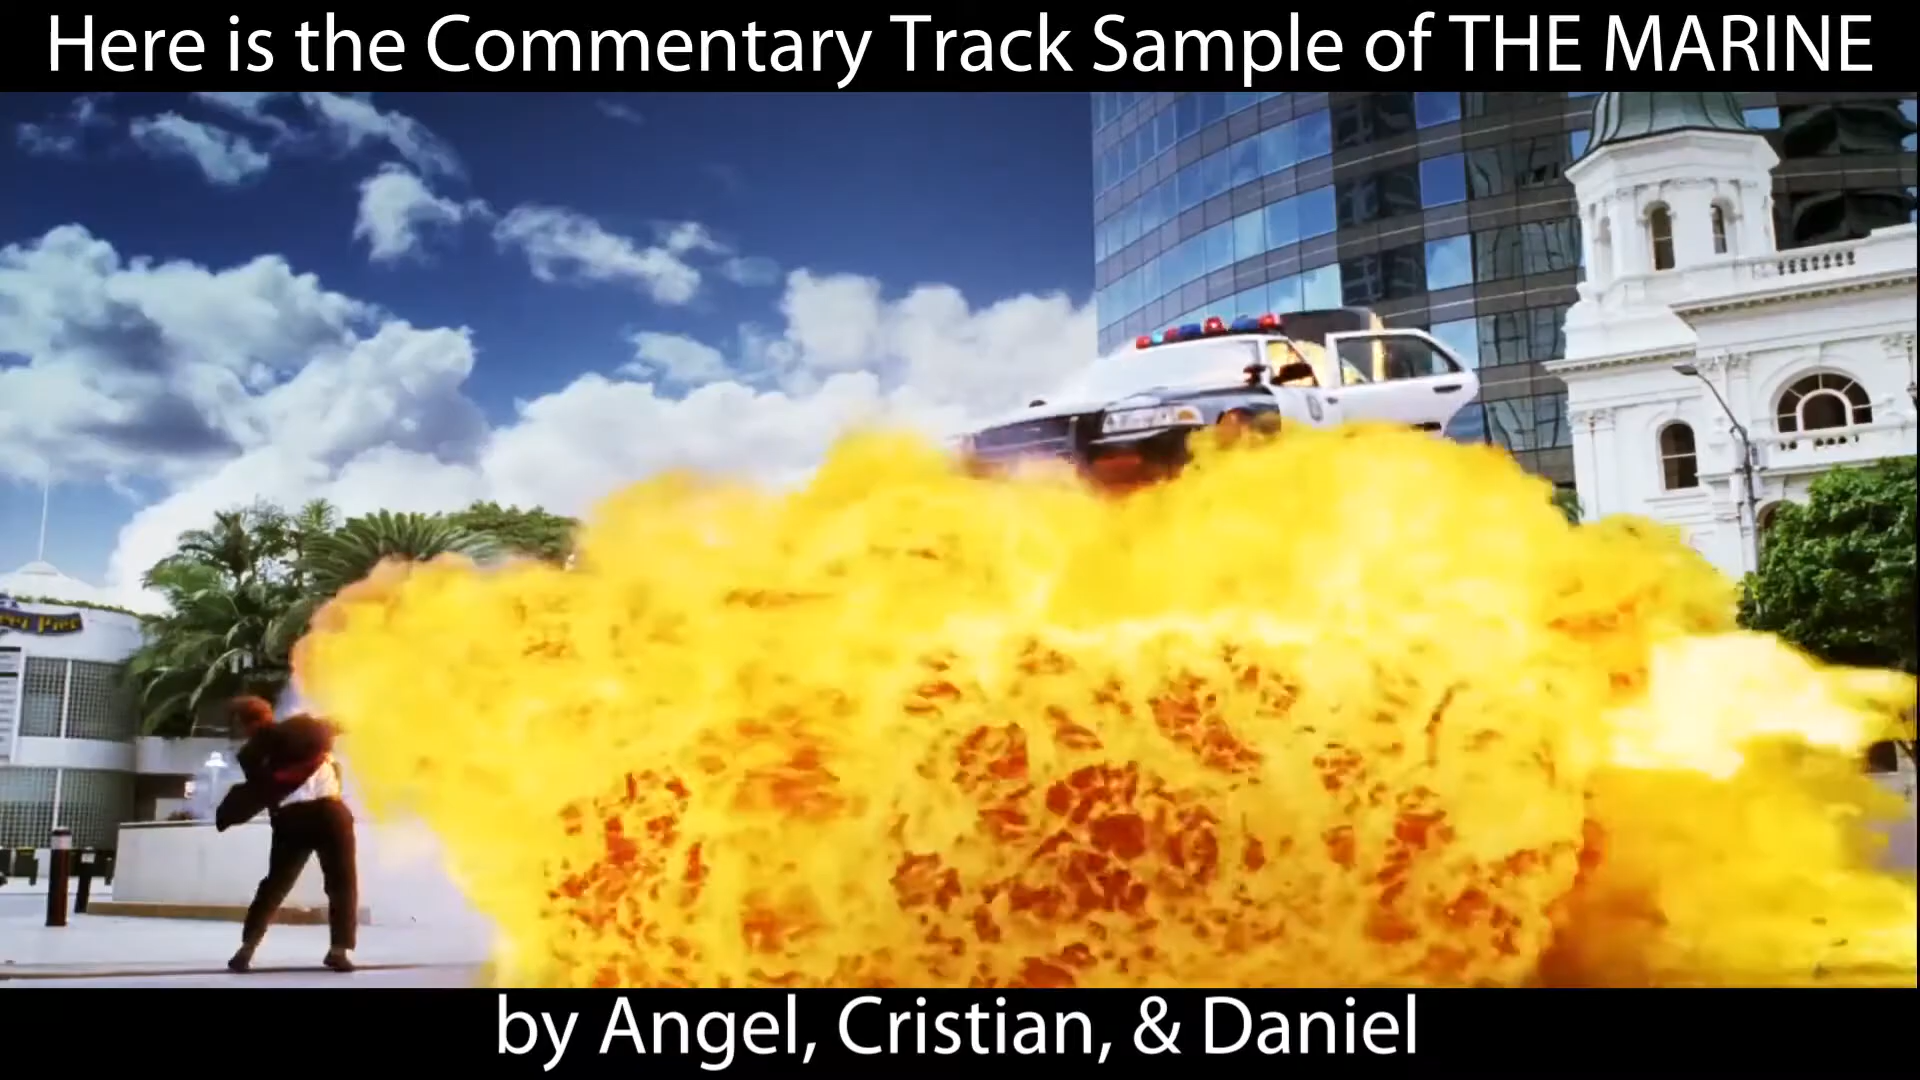 Here is the Commentary Track Sample of THE MARINE
by Angel, Cristian, & Daniel